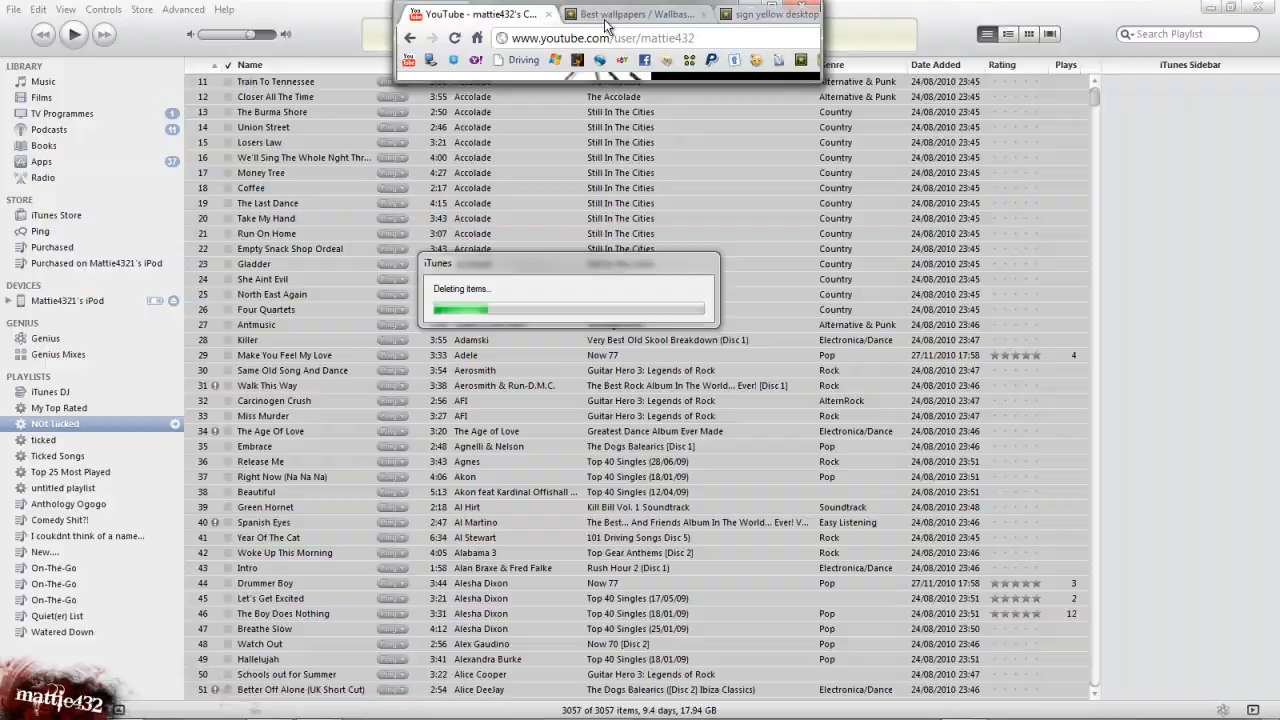 YouTube - mattie432's C...
Best wallpapers / Wallbas...
sign yellow desktop
www.youtube.com/user/mattie432
Driving
File Edit View Controls Store Advanced Help
Search Playlist
LIBRARY
Music
Films
TV Programmes 1
Podcasts 11
Books
Apps 37
Radio
STORE
iTunes Store
Ping
Purchased
Purchased on Mattie4321's iPod
Mattie4321's iPod
GENIUS
Genius
Genius Mixes
PLAYLISTS
iTunes DJ
My Top Rated
NOt tucked
ticked
Ticked Songs
Top 25 Most Played
untitled playlist
Anthology Ogogo
Comedy Shit?!
I coukdnt think of a name...
New....
On-The-Go
On-The-Go
On-The-Go
Quiet(er) List
Watered Down
Name Genre Date Added Rating Plays iTunes Sidebar
11 Train To Tennessee 3:55 Accolade The Accolade Alternative & Punk 24/08/2010 23:45
12 Closer All The Time 3:55 Accolade The Accolade Alternative & Punk 24/08/2010 23:45
13 The Burma Shore 3:55 Accolade Still In The Cities Country 24/08/2010 23:45
14 Union Street 2:46 Accolade Still In The Cities Country 24/08/2010 23:45
15 Losers Law 3:21 Accolade Still In The Cities Country 24/08/2010 23:45
16 We'll Sing The Whole Nght Thr... 4:00 Accolade Still In The Cities Country 24/08/2010 23:45
17 Money Tree 4:27 Accolade Still In The Cities Country 24/08/2010 23:45
18 Coffee 2:17 Accolade Still In The Cities Country 24/08/2010 23:45
19 The Last Dance 4:15 Accolade Still In The Cities Country 24/08/2010 23:45
20 Take My Hand 3:43 Accolade Still In The Cities Country 24/08/2010 23:45
21 Run On Home 3:07 Accolade Still In The Cities Country 24/08/2010 23:45
22 Empty Snack Shop Ordeal 3:43 Accolade Still In The Cities Country 24/08/2010 23:45
23 Gladder Country 24/08/2010 23:45
24 She Aint Evil Country 24/08/2010 23:45
25 North East Again Country 24/08/2010 23:45
26 Four Quartets Country 24/08/2010 23:45
27 Antmusic Alternative & Punk 24/08/2010 23:46
iTunes
Deleting items...
28 Killer 3:55 Adamski Very Best Old Skool Breakdown (Disc 1) Electronica/Dance 24/08/2010 23:47
29 Make You Feel My Love 3:53 Adele Now 77 Pop 27/11/2010 17:58 4
30 Same Old Song And Dance 3:54 Aerosmith Guitar Hero 3: Legends of Rock Rock 24/08/2010 23:46
31 Walk This Way 3:38 Aerosmith & Run-D.M.C. The Best Rock Album In The World... Ever! [Disc 1] Rock 24/08/2010 23:46
32 Carcinogen Crush 2:56 AFI Guitar Hero 3: Legends of Rock AlternRock 24/08/2010 23:46
33 Miss Murder 3:27 AFI Guitar Hero 3: Legends of Rock Rock 24/08/2010 23:46
34 The Age Of Love 3:20 The Age of Love Greatest Dance Album Ever Made Electronica/Dance 24/08/2010 23:46
35 Embrace 2:48 Agnelli & Nelson The Dogs Balearics [Disc 1] Pop 24/08/2010 23:46
36 Release Me 3:43 Agnes Top 40 Singles (28/06/09) Rock 24/08/2010 23:51
37 Right Now (Na Na Na) 4:06 Akon Top 40 Singles (18/01/09) Pop 24/08/2010 23:51
38 Beautiful 5:13 Akon feat Kardinal Offishall ... Top 40 Singles (12/04/09) 24/08/2010 23:51
39 Green Hornet 2:18 Al Hirt Kill Bill Vol. 1 Soundtrack Soundtrack 24/08/2010 23:48
40 Spanish Eyes 2:47 Al Martino The Best... And Friends Album In The World... Ever! V... Easy Listening 24/08/2010 23:46
41 Year Of The Cat 6:34 Al Stewart 101 Driving Songs Disc 5) Rock 24/08/2010 23:46
42 Woke Up This Morning 4:05 Alabama 3 Top Gear Anthems [Disc 2] Rock 24/08/2010 23:46
43 Intro 1:58 Alan Braxe & Fred Falke Rush Hour 2 (Disc 1) Electronica/Dance 24/08/2010 23:46
44 Drummer Boy 3:44 Alesha Dixon Now 77 Pop 27/11/2010 17:58 3
45 Let's Get Excited 3:21 Alesha Dixon Top 40 Singles (17/05/09) 24/08/2010 23:51 2
46 The Boy Does Nothing 3:31 Alesha Dixon Top 40 Singles (18/01/09) Pop 24/08/2010 23:51 12
47 Breathe Slow 4:12 Alesha Dixon Top 40 Singles (25/01/09) Pop 24/08/2010 23:50
48 Watch Out 2:56 Alex Gaudino Now 70 [Disc 2] Pop 24/08/2010 23:46
49 Hallelujah 3:41 Alexandra Burke Top 40 Singles (18/01/09) Pop 24/08/2010 23:51
50 Schools out for Summer 3:28 Alice Cooper Guitar Hero 3: Legends of Rock Rock 24/08/2010 23:46
51 Better Off Alone (UK Short Cut) 2:54 Alice DeeJay The Dogs Balearics ([Disc 2] Ibiza Classics) Electronica/Dance 24/08/2010 23:46
mattie432
3057 of 3057 items, 9.4 days, 17.94 GB